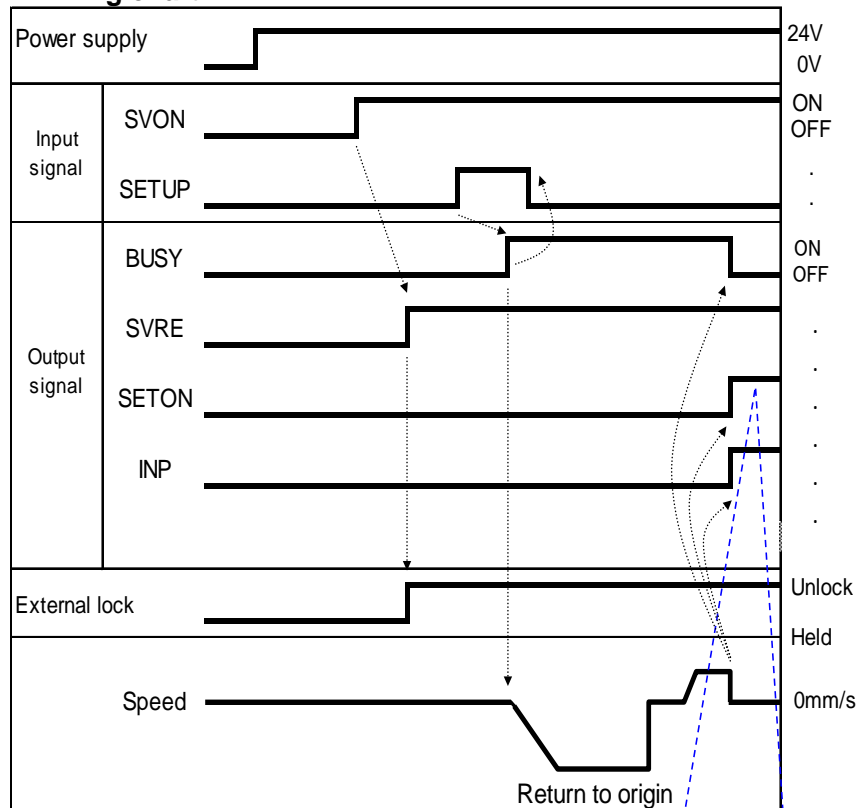 Power supply
24V
0V
Input
signal
SVON
ON
OFF
SETUP
.
.
Output
signal
BUSY
ON
OFF
SVRE
.
.
SETON
.
.
INP
.
.
External lock
Unlock
Held
Speed
0mm/s
Return to origin